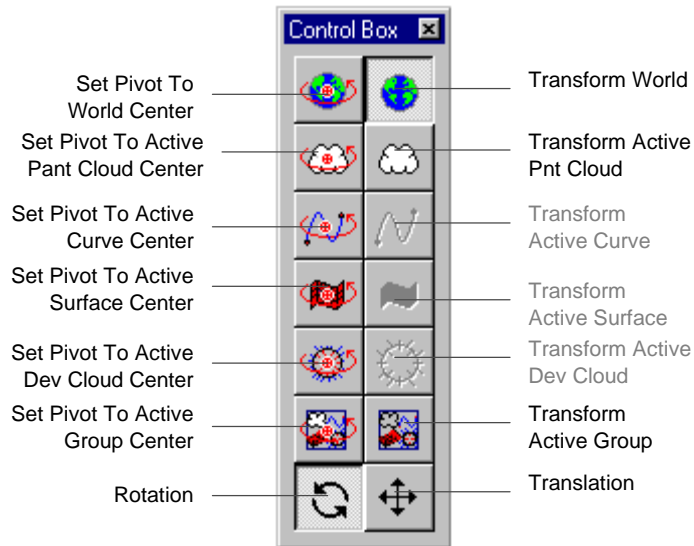 Control Box
Set Pivot To
World Center
Transform World
Set Pivot To Active
Pant Cloud Center
Transform Active
Pnt Cloud
Set Pivot To Active
Curve Center
Transform
Active Curve
Set Pivot To Active
Surface Center
Transform
Active Surface
Set Pivot To Active
Dev Cloud Center
Transform Active
Dev Cloud
Set Pivot To Active
Group Center
Transform
Active Group
Rotation
Translation